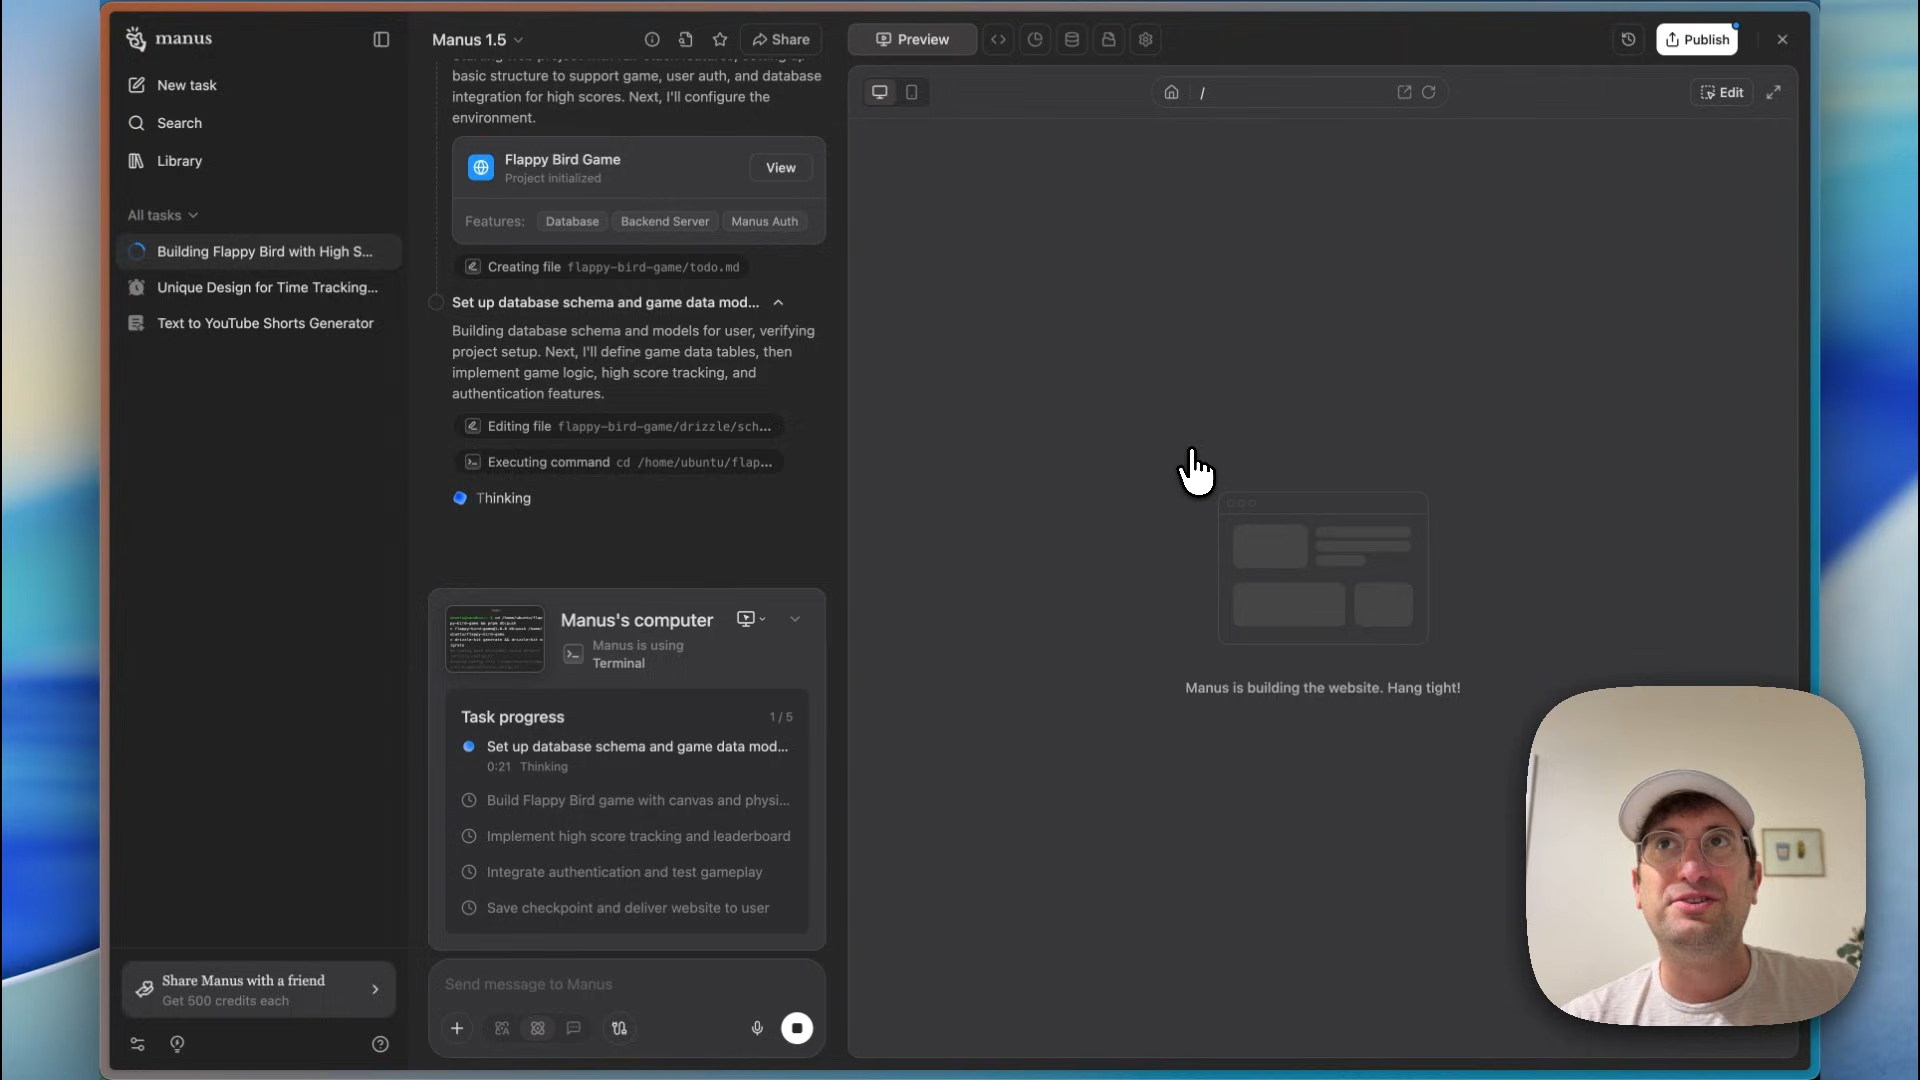 manus
New task
Search
Library
All tasks
Building Flappy Bird with High S...
Unique Design for Time Tracking...
Text to YouTube Shorts Generator
Share Manus with a friend
Get 500 credits each
Manus 1.5
Share
basic structure to support game, user auth, and database
integration for high scores. Next, I'll configure the
environment.
Flappy Bird Game
Project initialized
View
Features:
Database
Backend Server
Manus Auth
Creating file flappy-bird-game/todo.md
Set up database schema and game data mod...
Building database schema and models for user, verifying
project setup. Next, I'll define game data tables, then
implement game logic, high score tracking, and
authentication features.
Editing file flappy-bird-game/drizzle/sch...
Executing command cd /home/ubuntu/flap...
Thinking
Manus's computer
Manus is using
Terminal
Task progress
1 / 5
Set up database schema and game data mod...
0:21 Thinking
Build Flappy Bird game with canvas and physi...
Implement high score tracking and leaderboard
Integrate authentication and test gameplay
Save checkpoint and deliver website to user
Send message to Manus
Preview
Publish
/
Edit
Manus is building the website. Hang tight!